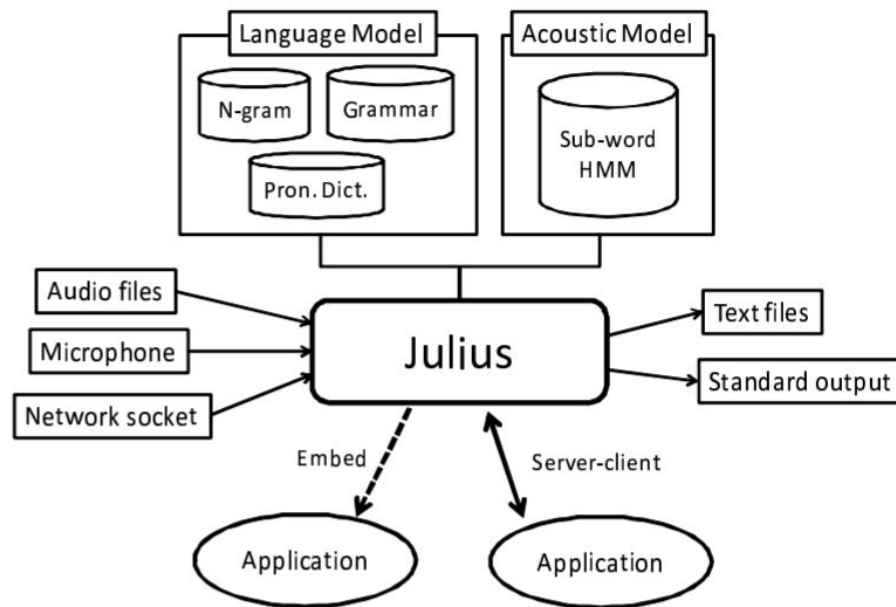 Language Model
Acoustic Model
N-gram
Grammar
Pron. Dict.
Sub-word
HMM
Audio files
Microphone
Network socket
Julius
Text files
Standard output
Embed
Server-client
Application
Application